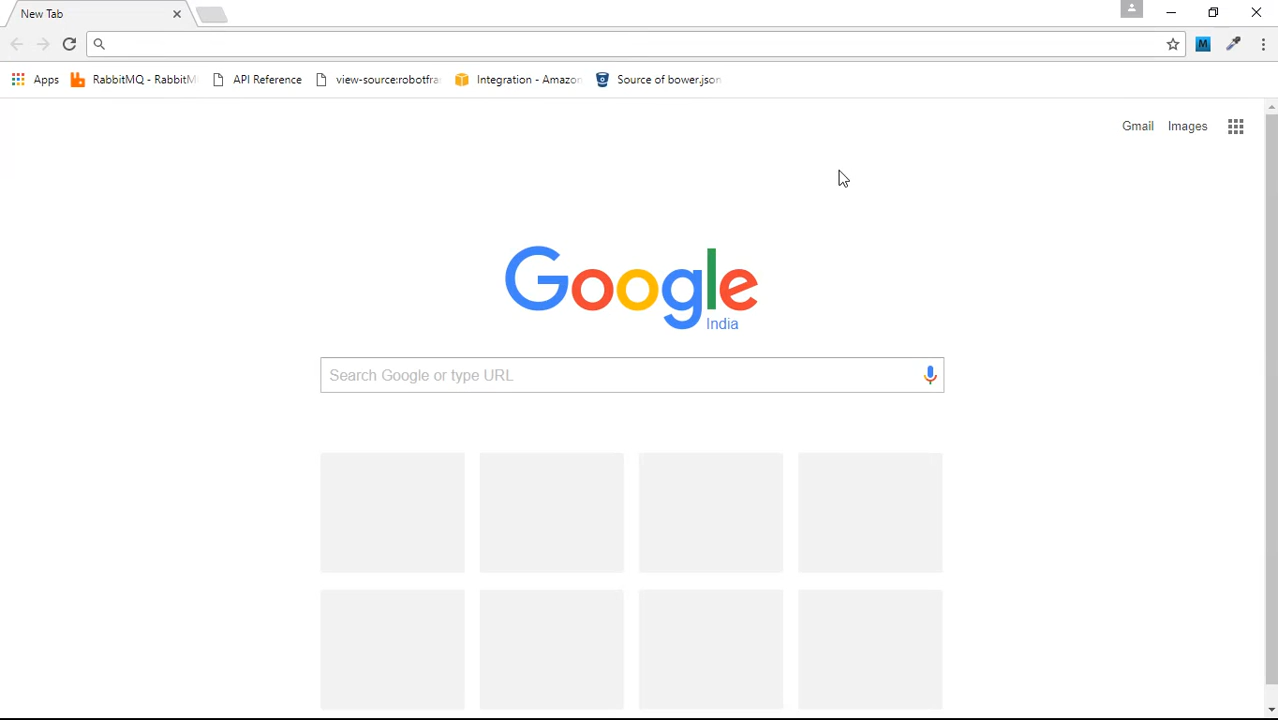 New Tab
Apps RabbitMQ - RabbitM API Reference view-source:robotfra Integration - Amazon Source of bower.json
Gmail Images
Google
India
Search Google or type URL